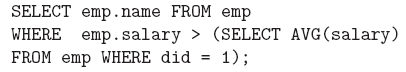 SELECT emp.name FROM emp
WHERE  emp.salary > (SELECT AVG(salary)
FROM emp WHERE did = 1);